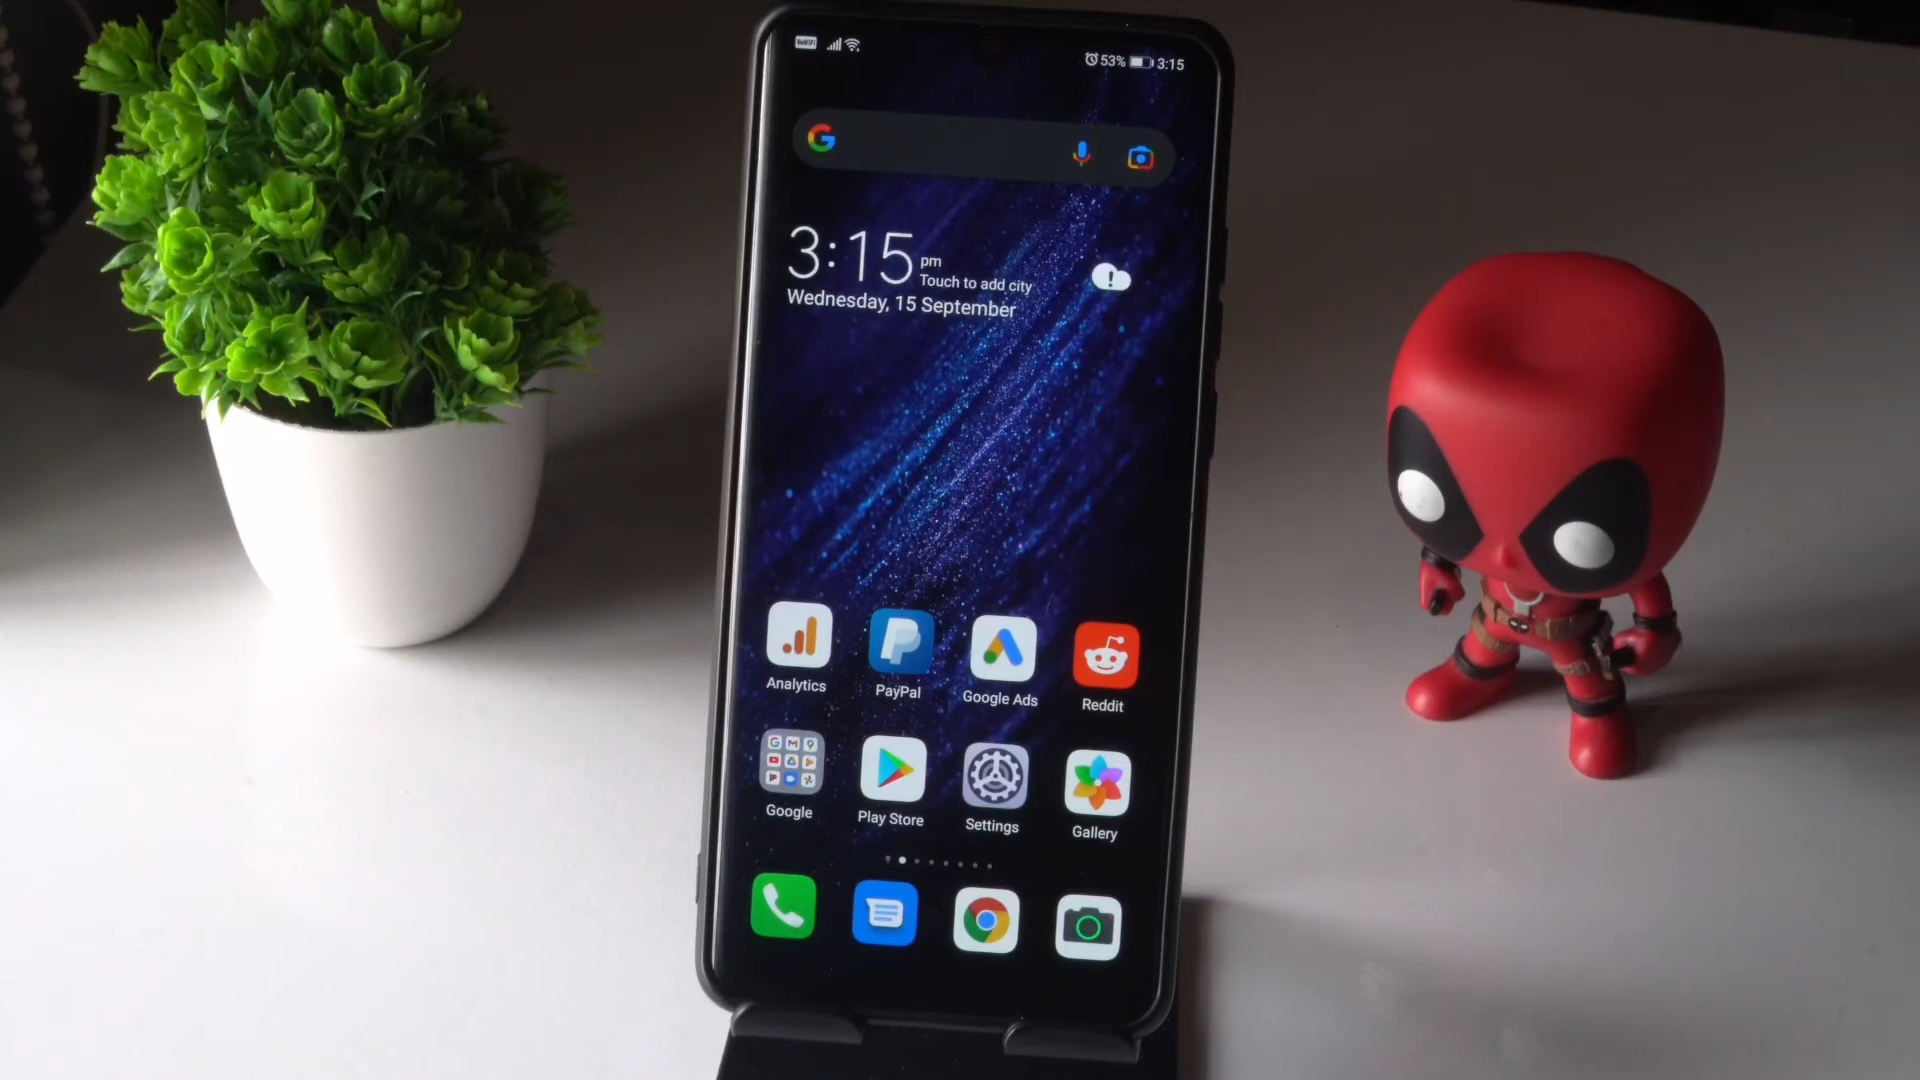 VoWiFi
53% 3:15
3:15 pm
Touch to add city
Wednesday, 15 September
Analytics
PayPal
Google Ads
Reddit
Google
Play Store
Settings
Gallery